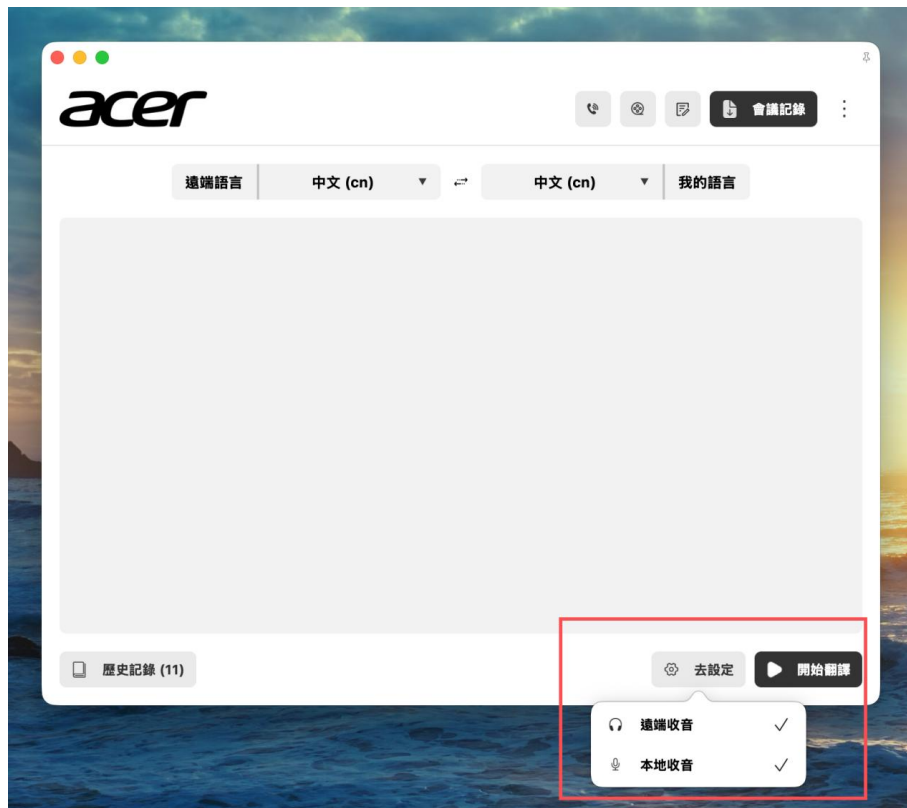 acer
會議記錄
遠端語言 中文 (cn) 中文 (cn) 我的語言
歷史記錄 (11) 去設定 開始翻譯
遠端收音
本地收音